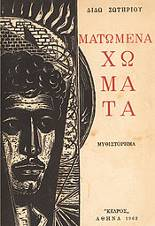 ΔΙΔΩ ΣΩΤΗΡΙΟΥ
ΜΑΤΩΜΕΝΑ
ΧΩ
ΜΑ
ΤΑ
ΜΥΘΙΣΤΟΡΗΜΑ
"ΚΕΔΡΟΣ,,
ΑΘΗΝΑ 1962